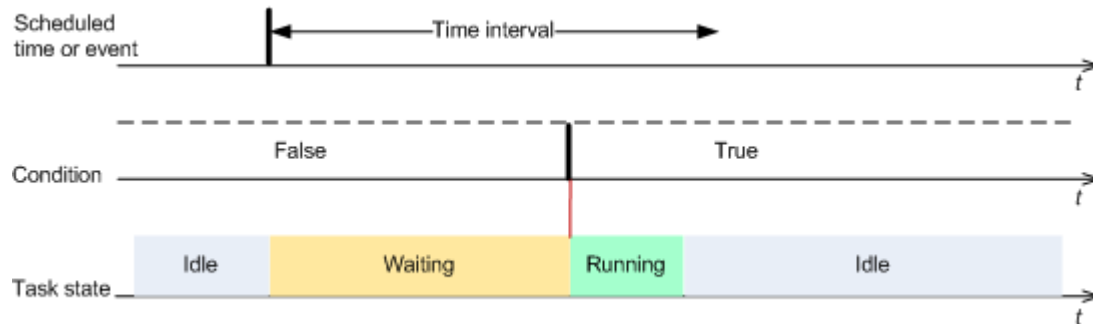 Scheduled
time or event
Time interval
t
False
True
Condition
t
Idle
Waiting
Running
Idle
Task state
t